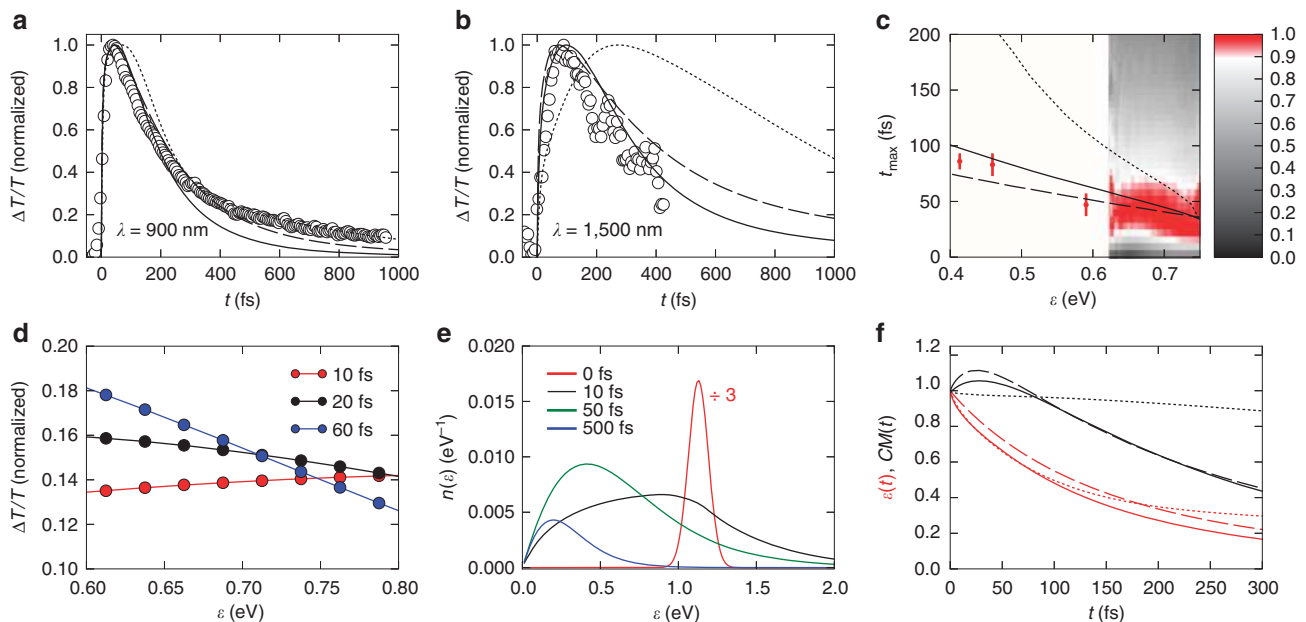 a
ΔT/T (normalized)
1.0
0.8
0.6
0.4
0.2
0.0
λ = 900 nm
0 200 400 600 800 1000
t (fs)
b
ΔT/T (normalized)
1.0
0.8
0.6
0.4
0.2
0.0
λ = 1,500 nm
0 200 400 600 800 1000
t (fs)
c
tmax (fs)
200
150
100
50
0
0.4 0.5 0.6 0.7
ε (eV)
1.0
0.9
0.8
0.7
0.6
0.5
0.4
0.3
0.2
0.1
0.0
d
ΔT/T (normalized)
0.20
0.18
0.16
0.14
0.12
0.10
10 fs
20 fs
60 fs
0.60 0.65 0.70 0.75 0.80
ε (eV)
e
n(ε) (eV⁻¹)
0.020
0.015
0.010
0.005
0.000
0 fs
10 fs
50 fs
500 fs
÷ 3
0.0 0.5 1.0 1.5 2.0
ε (eV)
f
ε(t), CM(t)
1.2
1.0
0.8
0.6
0.4
0.2
0
0 50 100 150 200 250 300
t (fs)